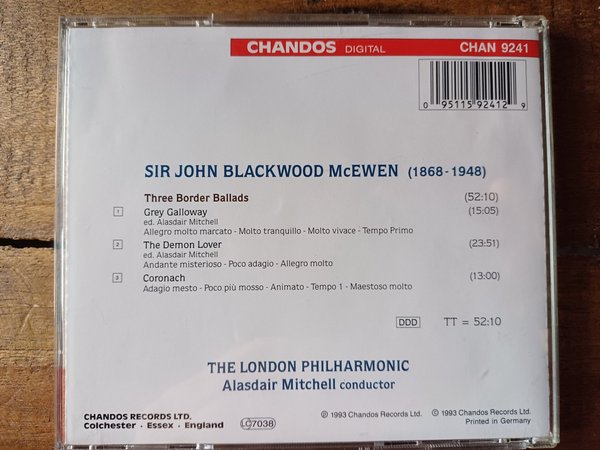 CHANDOS DIGITAL CHAN 9241
0 95115 92412 9
SIR JOHN BLACKWOOD McEWEN (1868-1948)
Three Border Ballads (52:10)
1 Grey Galloway (15:05)
ed. Alasdair Mitchell
Allegro molto marcato - Molto tranquillo - Molto vivace - Tempo Primo
2 The Demon Lover (23:51)
ed. Alasdair Mitchell
Andante misterioso - Poco adagio - Allegro molto
3 Coronach (13:00)
Adagio mesto - Poco più mosso - Animato - Tempo 1 - Maestoso molto
DDD TT = 52:10
THE LONDON PHILHARMONIC
Alasdair Mitchell conductor
CHANDOS RECORDS LTD.
Colchester · Essex · England
LC 7038
℗ 1993 Chandos Records Ltd. © 1993 Chandos Records Ltd.
Printed in Germany